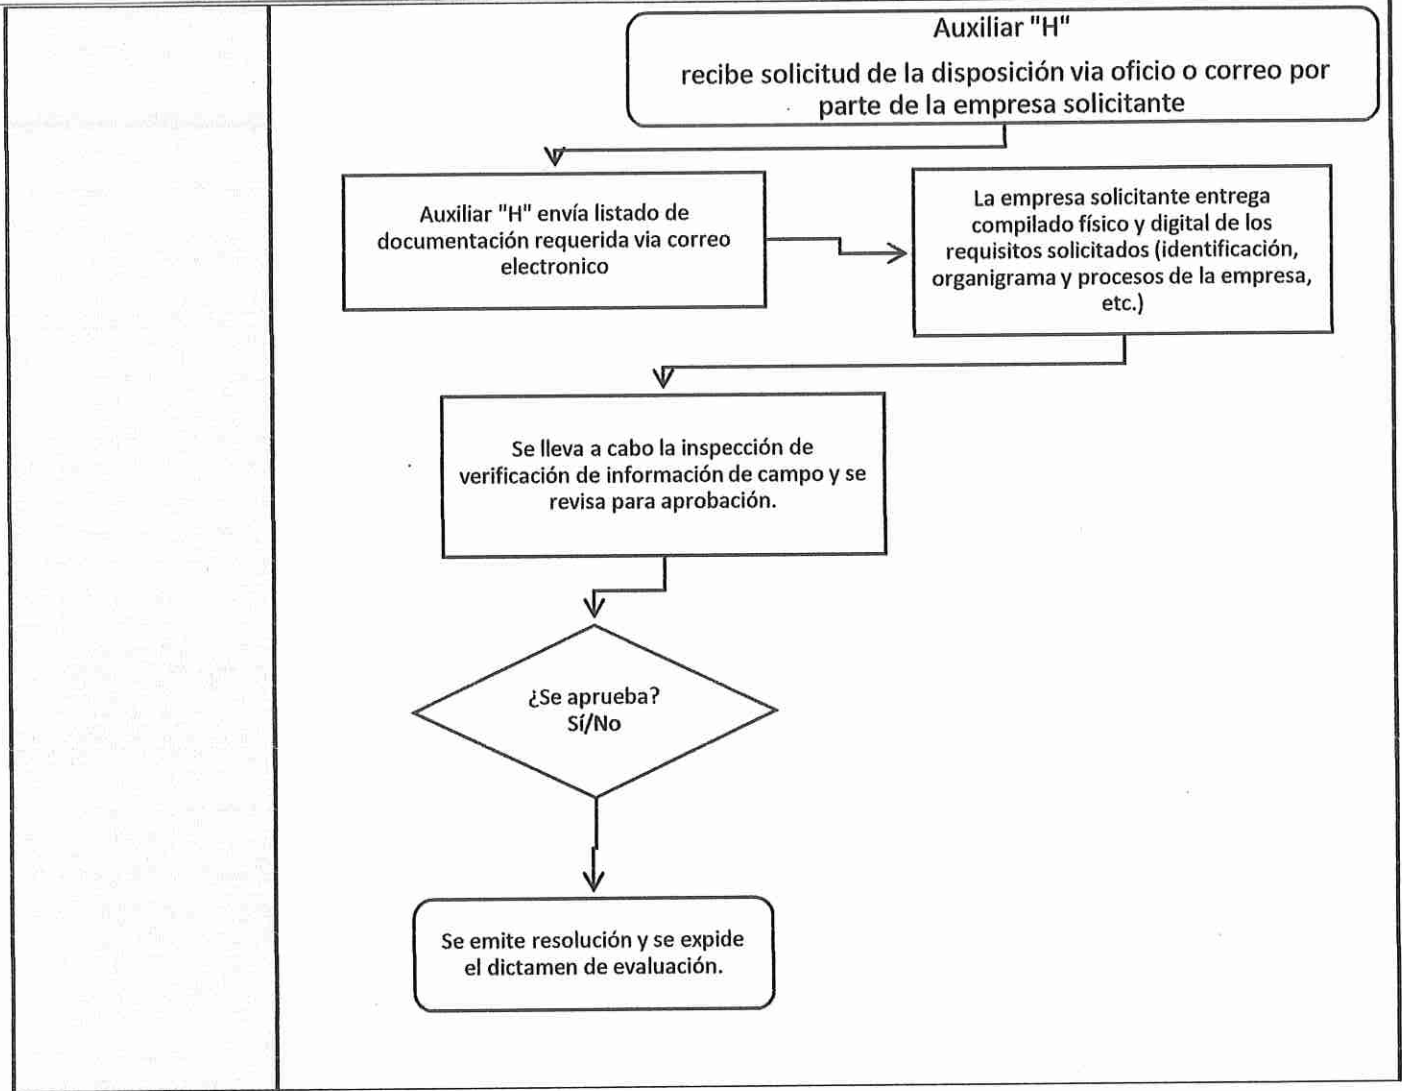 Auxiliar "H"
recibe solicitud de la disposición via oficio o correo por
parte de la empresa solicitante
Auxiliar "H" envía listado de
documentación requerida via correo
electronico
La empresa solicitante entrega
compilado físico y digital de los
requisitos solicitados (identificación,
organigrama y procesos de la empresa,
etc.)
Se lleva a cabo la inspección de
verificación de información de campo y se
revisa para aprobación.
¿Se aprueba?
Sí/No
Se emite resolución y se expide
el dictamen de evaluación.